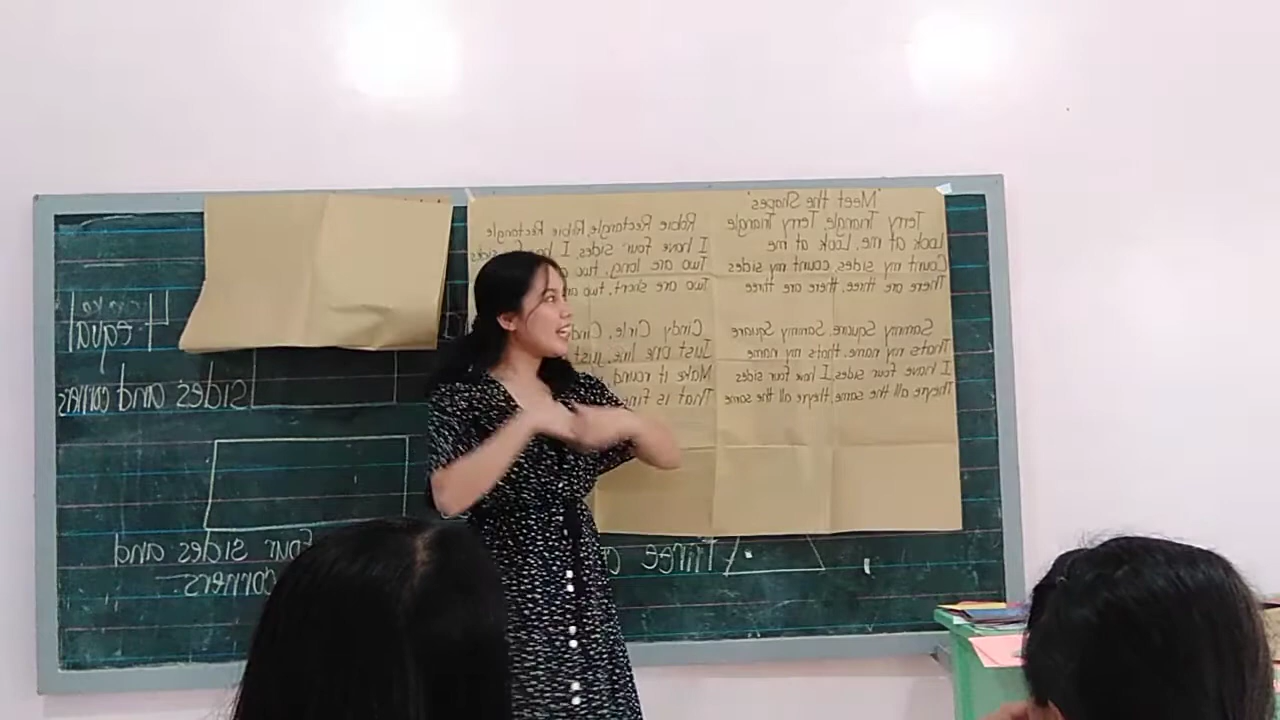 "Meet the Shapes"
Terry Triangle, Terry Triangle
Look at me, Look at me
Count my sides, count my sides
There are three, there are three
Sammy Square, Sammy Square
Thats my name, thats my name
I have four sides, I hav four sides
Theyre all the same, theyre all the same
Robie Rectangle, Robie Rectangle
I have four sides, I have sides
Two are long, two
Two are short, two
Cindy Circle,
Just one line, just
Make it round,
That is
4 equal
sides and corners
four sides and
corners.
Three